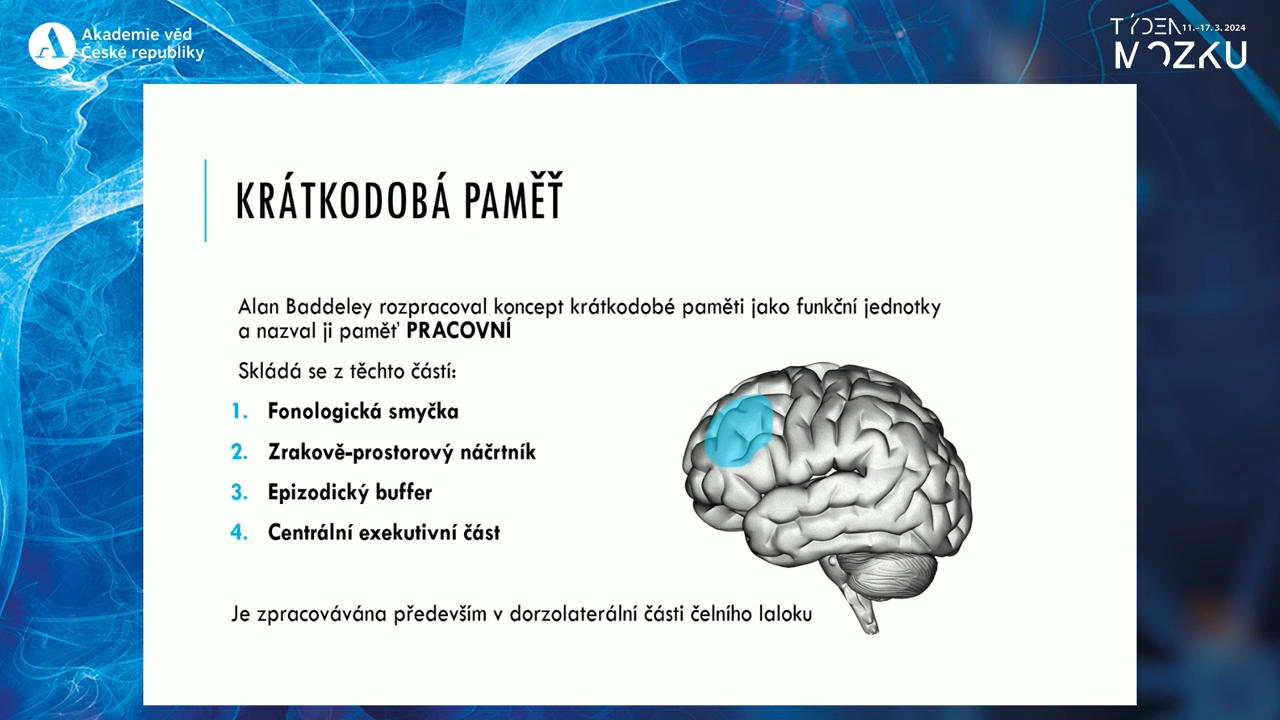 Akademie věd
České republiky
TÝDEN 11.–17. 3. 2024
MOZKU
KRÁTKODOBÁ PAMĚŤ
Alan Baddeley rozpracoval koncept krátkodobé paměti jako funkční jednotky
a nazval ji paměť PRACOVNÍ
Skládá se z těchto částí:
1. Fonologická smyčka
2. Zrakově-prostorový náčrtník
3. Epizodický buffer
4. Centrální exekutivní část
Je zpracovávána především v dorzolaterální části čelního laloku